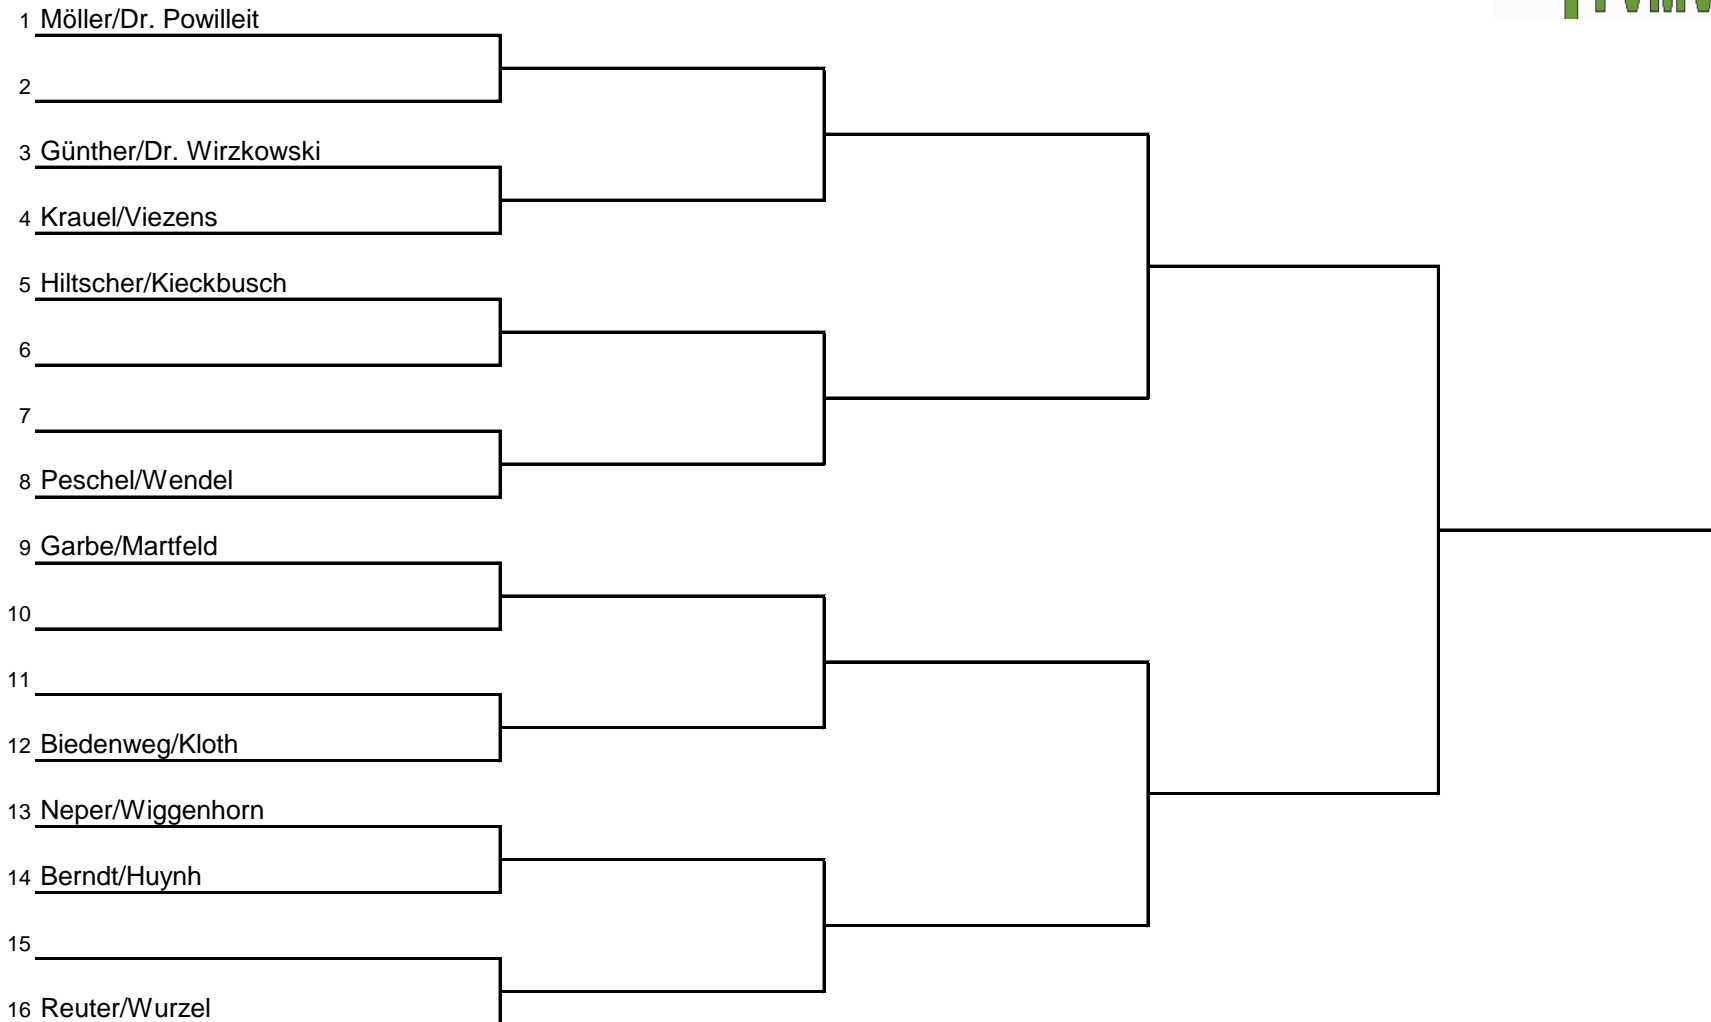 1 Möller/Dr. Powilleit
2
3 Günther/Dr. Wirzkowski
4 Krauel/Viezens
5 Hiltscher/Kieckbusch
6
7
8 Peschel/Wendel
9 Garbe/Martfeld
10
11
12 Biedenweg/Kloth
13 Neper/Wiggenhorn
14 Berndt/Huynh
15
16 Reuter/Wurzel